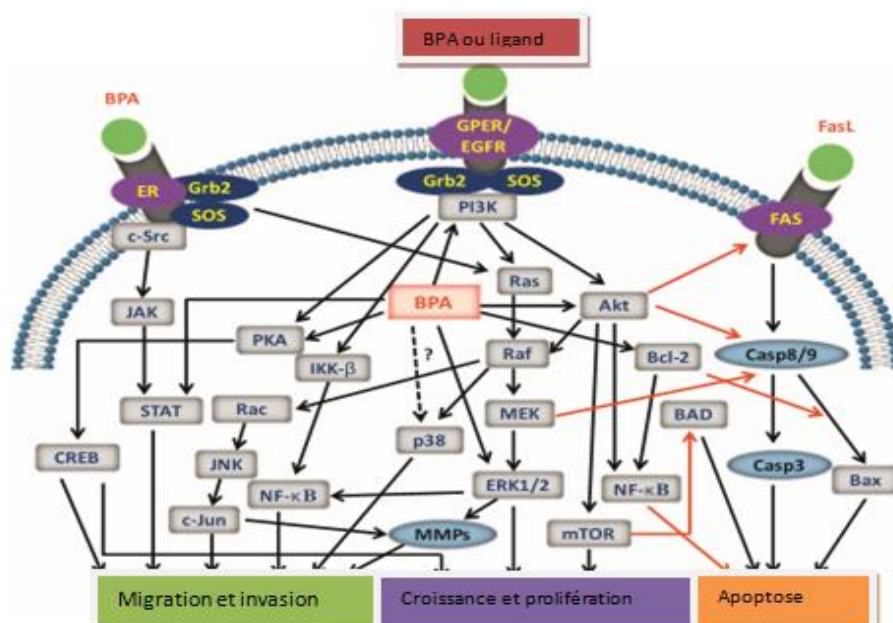 BPA ou ligand
BPA
GPER/
EGFR
FasL
ER
Grb2
SOS
Grb2
SOS
PI3K
FAS
c-Src
Ras
JAK
BPA
Akt
PKA
?
IKK-β
Raf
Bcl-2
Casp8/9
STAT
Rac
MEK
BAD
CREB
p38
JNK
NF-κB
ERK1/2
NF-κB
Casp3
Bax
c-Jun
MMPs
mTOR
Migration et invasion
Croissance et prolifération
Apoptose